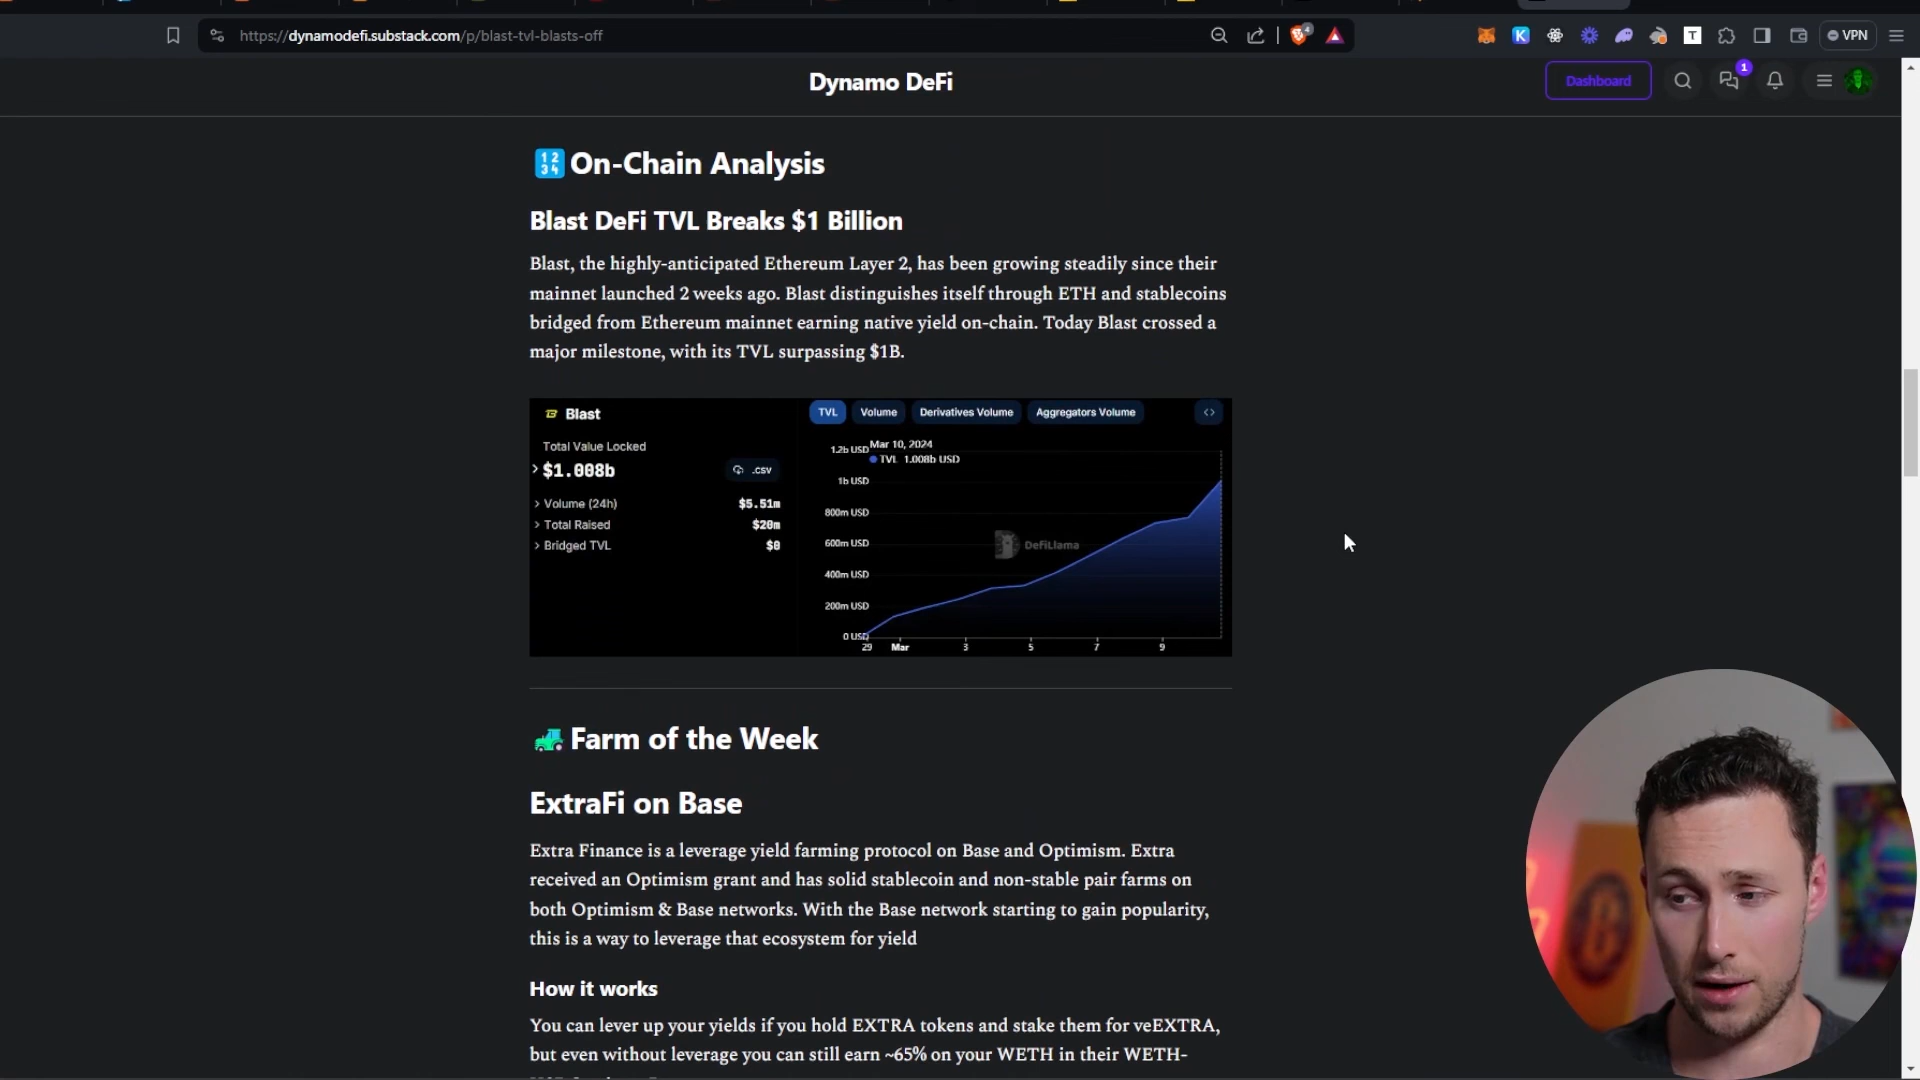 https://dynamodefi.substack.com/p/blast-tvl-blasts-off
4
K
T
VPN
Dynamo DeFi
Dashboard
1
On-Chain Analysis
Blast DeFi TVL Breaks $1 Billion
Blast, the highly-anticipated Ethereum Layer 2, has been growing steadily since their
mainnet launched 2 weeks ago. Blast distinguishes itself through ETH and stablecoins
bridged from Ethereum mainnet earning native yield on-chain. Today Blast crossed a
major milestone, with its TVL surpassing $1B.
Blast
TVL Volume Derivatives Volume Aggregators Volume
Total Value Locked
$1.008b
.csv
Volume (24h) $5.51m
Total Raised $20m
Bridged TVL $0
Mar 10, 2024
TVL 1.008b USD
1.2b USD
1b USD
800m USD
600m USD
400m USD
200m USD
0 USD
DefiLlama
29 Mar 3 5 7 9
Farm of the Week
ExtraFi on Base
Extra Finance is a leverage yield farming protocol on Base and Optimism. Extra
received an Optimism grant and has solid stablecoin and non-stable pair farms on
both Optimism & Base networks. With the Base network starting to gain popularity,
this is a way to leverage that ecosystem for yield
How it works
You can lever up your yields if you hold EXTRA tokens and stake them for veEXTRA,
but even without leverage you can still earn ~65% on your WETH in their WETH-